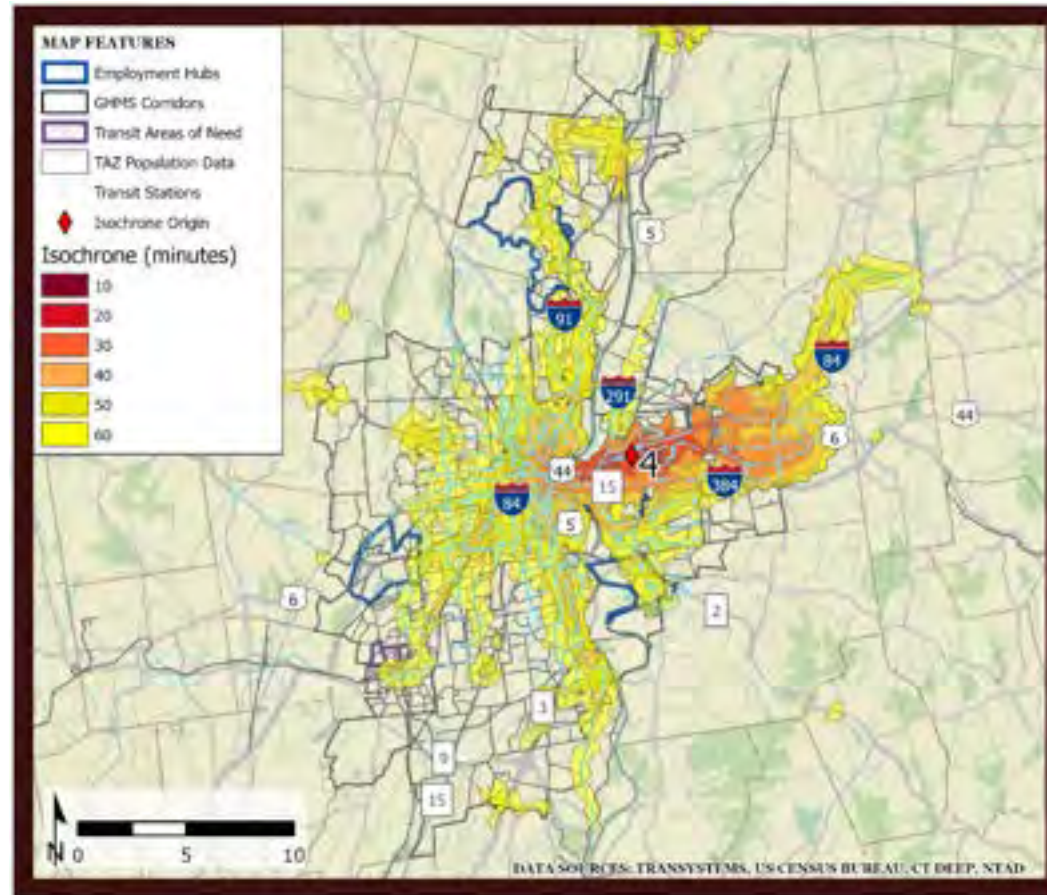 MAP FEATURES
Employment Hubs
GHMS Corridors
Transit Areas of Need
TAZ Population Data
Transit Stations
Isochrone Origin
Isochrone (minutes)
10
20
30
40
50
60
5
91
84
291
6
44
44
4
15
384
84
5
6
2
3
9
15
N
0 5 10
DATA SOURCES: TRANSYSTEMS, US CENSUS BUREAU, CT DEEP, NTAD